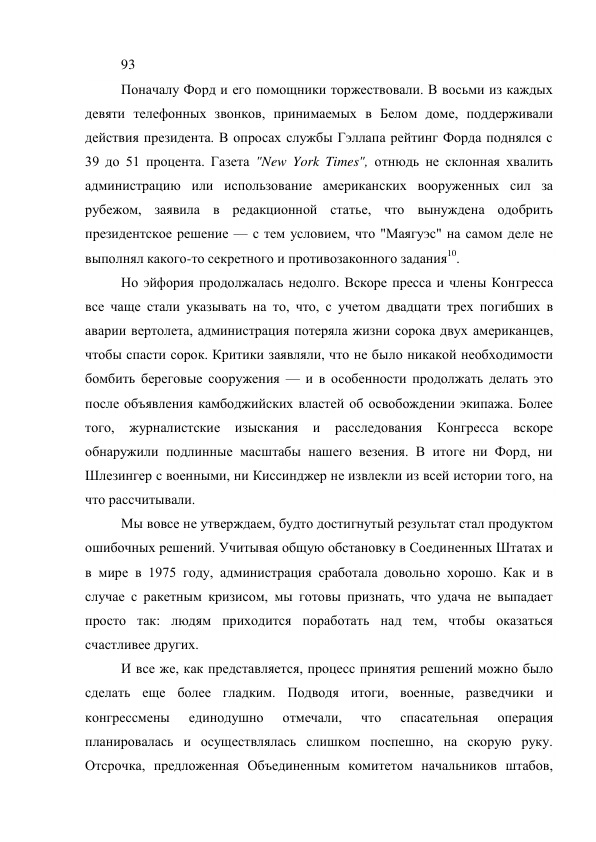 93
Поначалу Форд и его помощники торжествовали. В восьми из каждых
девяти телефонных звонков, принимаемых в Белом доме, поддерживали
действия президента. В опросах службы Гэллапа рейтинг Форда поднялся с
39 до 51 процента. Газета "New York Times", отнюдь не склонная хвалить
администрацию или использование американских вооруженных сил за
рубежом, заявила в редакционной статье, что вынуждена одобрить
президентское решение — с тем условием, что "Маягуэс" на самом деле не
выполнял какого-то секретного и противозаконного задания10.
Но эйфория продолжалась недолго. Вскоре пресса и члены Конгресса
все чаще стали указывать на то, что, с учетом двадцати трех погибших в
аварии вертолета, администрация потеряла жизни сорока двух американцев,
чтобы спасти сорок. Критики заявляли, что не было никакой необходимости
бомбить береговые сооружения — и в особенности продолжать делать это
после объявления камбоджийских властей об освобождении экипажа. Более
того, журналистские изыскания и расследования Конгресса вскоре
обнаружили подлинные масштабы нашего везения. В итоге ни Форд, ни
Шлезингер с военными, ни Киссинджер не извлекли из всей истории того, на
что рассчитывали.
Мы вовсе не утверждаем, будто достигнутый результат стал продуктом
ошибочных решений. Учитывая общую обстановку в Соединенных Штатах и
в мире в 1975 году, администрация сработала довольно хорошо. Как и в
случае с ракетным кризисом, мы готовы признать, что удача не выпадает
просто так: людям приходится поработать над тем, чтобы оказаться
счастливее других.
И все же, как представляется, процесс принятия решений можно было
сделать еще более гладким. Подводя итоги, военные, разведчики и
конгрессмены единодушно отмечали, что спасательная операция
планировалась и осуществлялась слишком поспешно, на скорую руку.
Отсрочка, предложенная Объединенным комитетом начальников штабов,